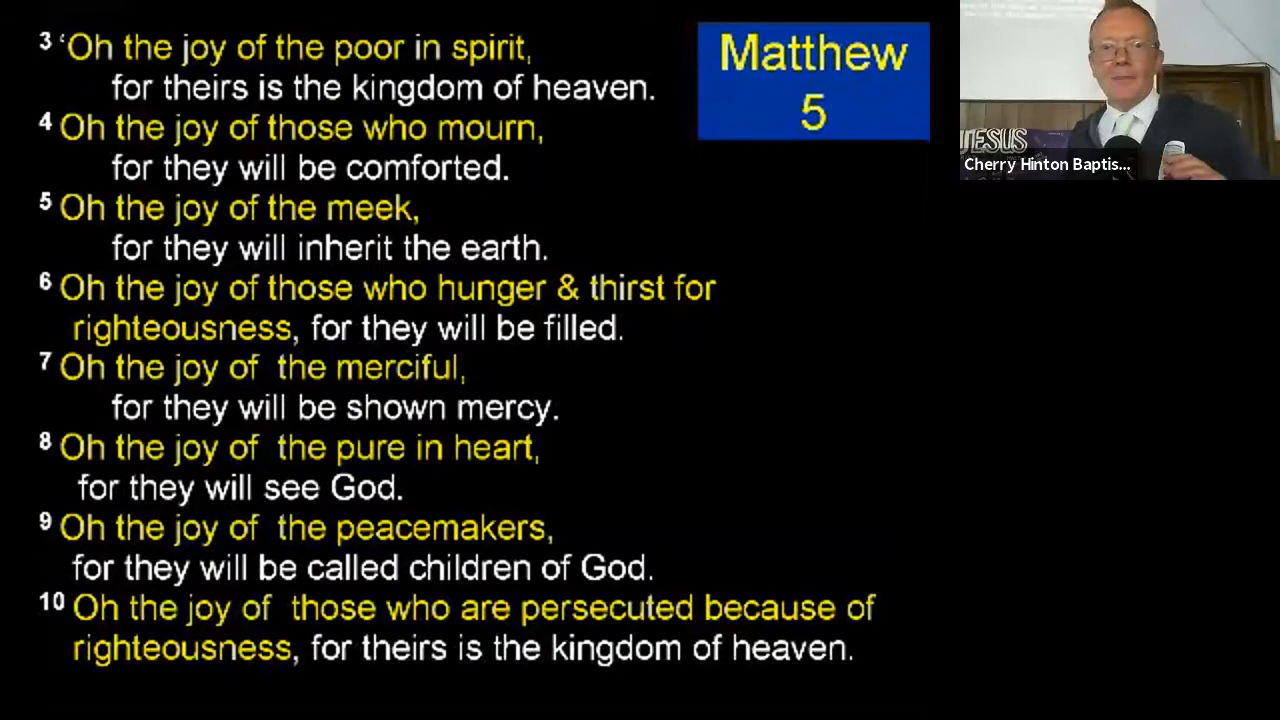 3 ‘Oh the joy of the poor in spirit,
for theirs is the kingdom of heaven.
4 Oh the joy of those who mourn,
for they will be comforted.
5 Oh the joy of the meek,
for they will inherit the earth.
6 Oh the joy of those who hunger & thirst for
righteousness, for they will be filled.
7 Oh the joy of the merciful,
for they will be shown mercy.
8 Oh the joy of the pure in heart,
for they will see God.
9 Oh the joy of the peacemakers,
for they will be called children of God.
10 Oh the joy of those who are persecuted because of
righteousness, for theirs is the kingdom of heaven.
Matthew
5
JESUS
Cherry Hinton Baptis...